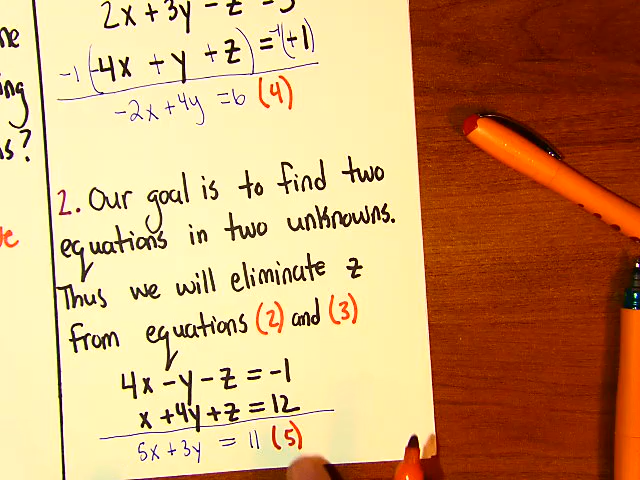 2x + 3y - z = 5
-1 (-4x + y + z) = -1 (+1)
-2x + 4y = 6 (4)
ing
s?
2. Our goal is to find two
equations in two unknowns.
Thus we will eliminate z
from equations (2) and (3)
4x - y - z = -1
x + 4y + z = 12
5x + 3y = 11 (5)